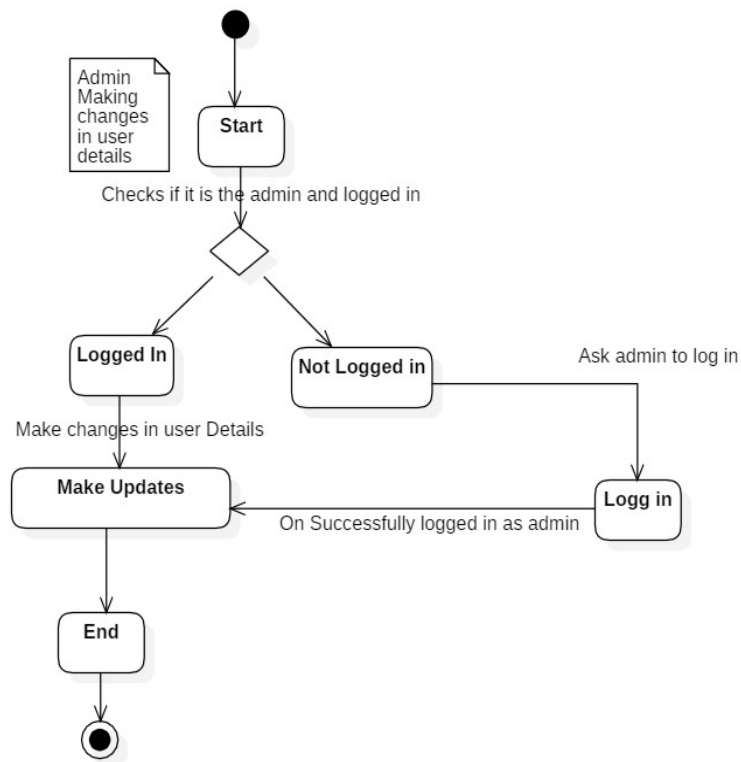 Admin
Making
changes
in user
details
Start
Checks if it is the admin and logged in
Logged In
Not Logged in
Ask admin to log in
Make changes in user Details
Make Updates
Logg in
On Successfully logged in as admin
End